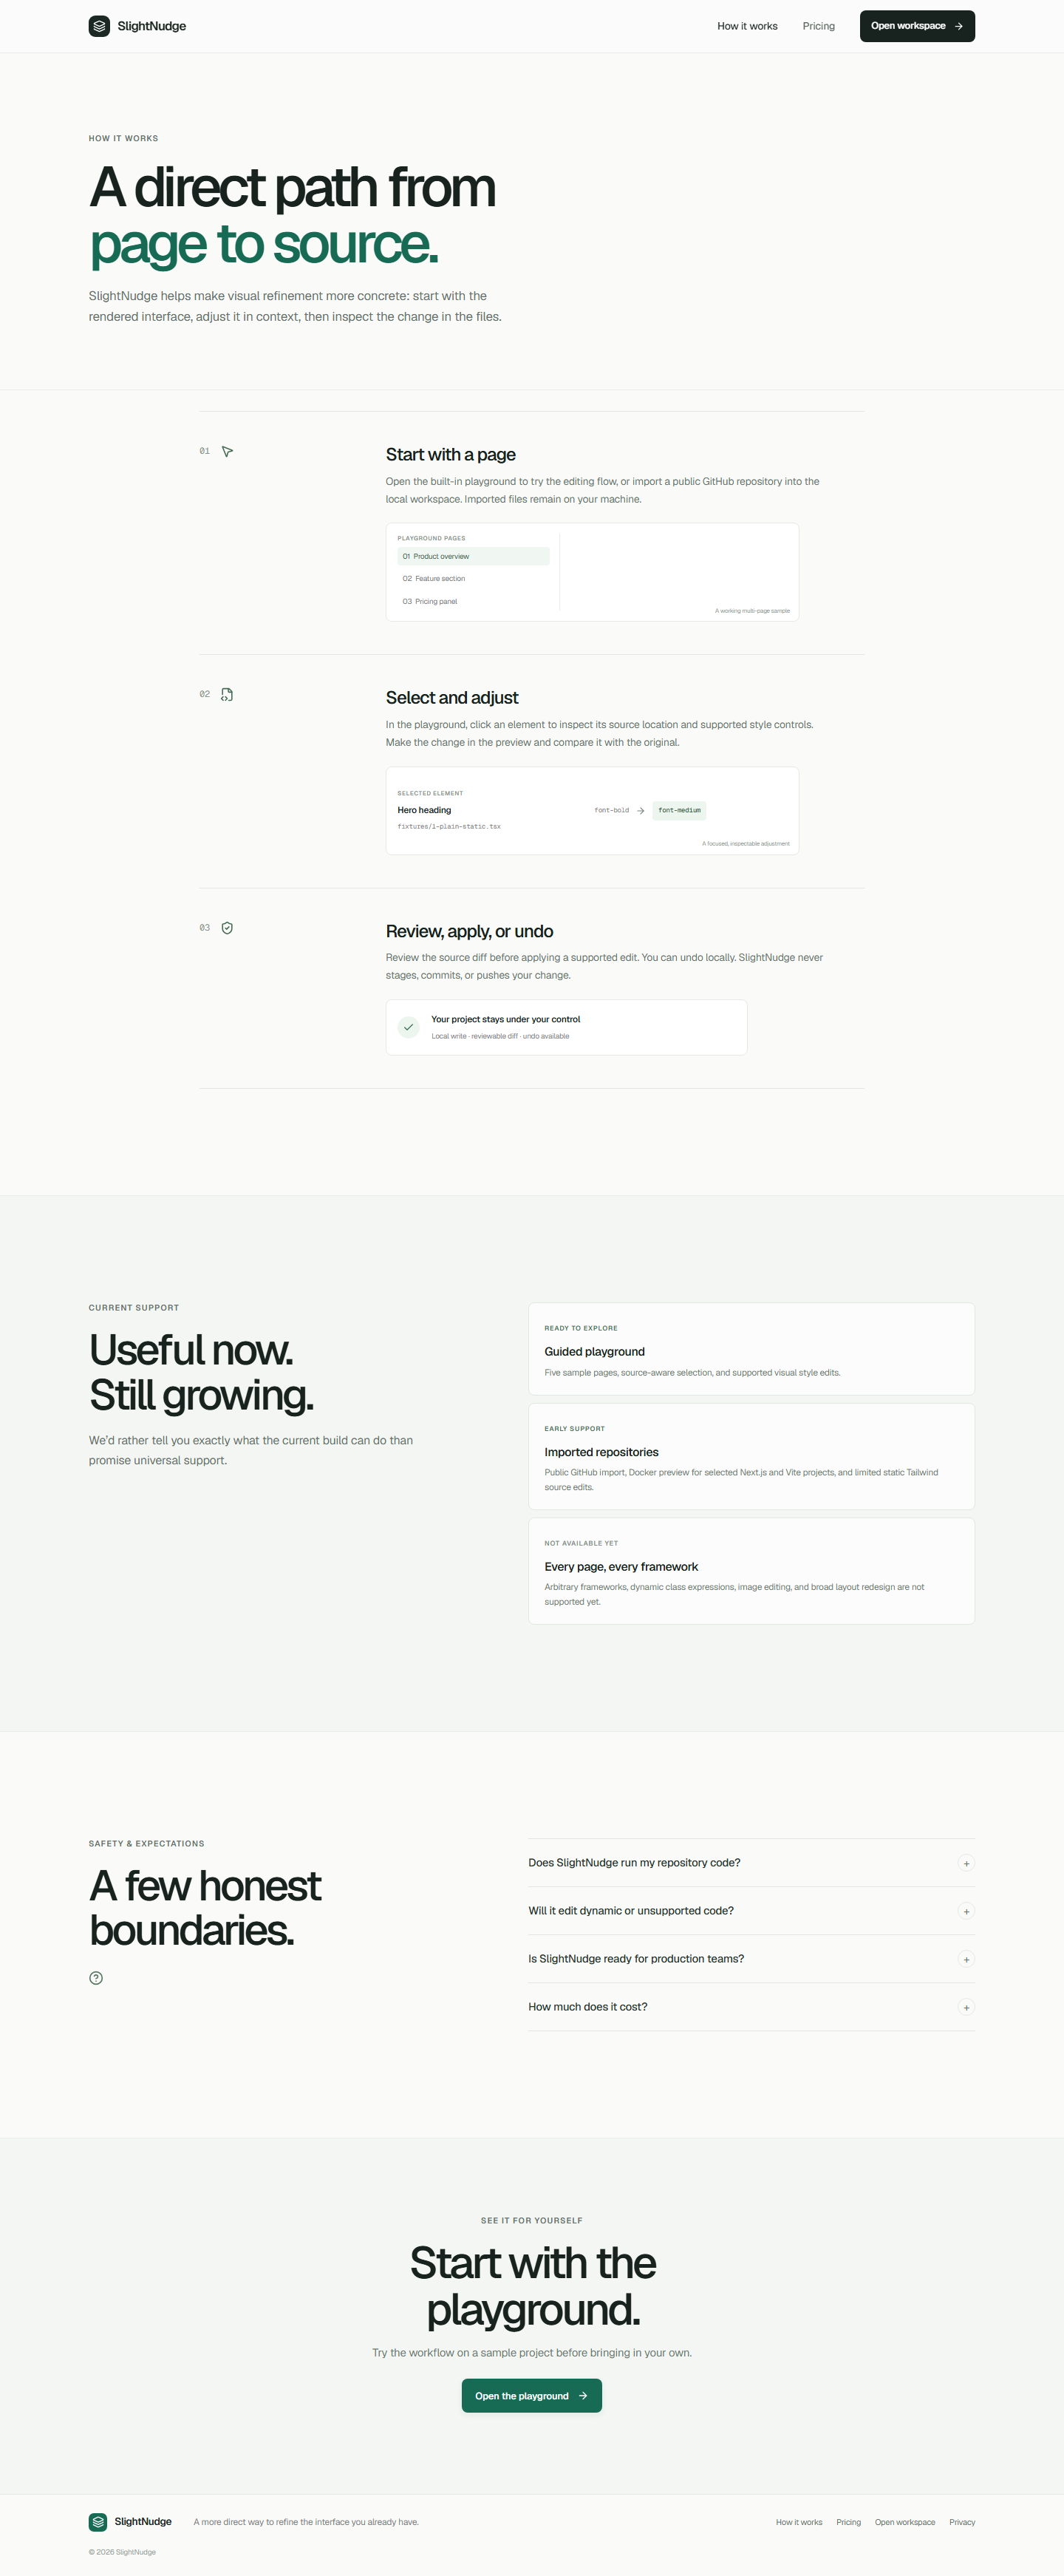 SlightNudge
How it works
Pricing
Open workspace
HOW IT WORKS
A direct path from
page to source.
SlightNudge helps make visual refinement more concrete: start with the
rendered interface, adjust it in context, then inspect the change in the files.
01
Start with a page
Open the built-in playground to try the editing flow, or import a public GitHub repository into the
local workspace. Imported files remain on your machine.
PLAYGROUND PAGES
01 Product overview
02 Feature section
03 Pricing panel
A working multi-page sample
02
Select and adjust
In the playground, click an element to inspect its source location and supported style controls.
Make the change in the preview and compare it with the original.
SELECTED ELEMENT
Hero heading
fixtures/1-plain-static.tsx
font-bold → font-medium
A focused, inspectable adjustment
03
Review, apply, or undo
Review the source diff before applying a supported edit. You can undo locally. SlightNudge never
stages, commits, or pushes your change.
Your project stays under your control
Local write · reviewable diff · undo available
CURRENT SUPPORT
Useful now.
Still growing.
We'd rather tell you exactly what the current build can do than
promise universal support.
READY TO EXPLORE
Guided playground
Five sample pages, source-aware selection, and supported visual style edits.
EARLY SUPPORT
Imported repositories
Public GitHub import, Docker preview for selected Next.js and Vite projects, and limited static Tailwind
source edits.
NOT AVAILABLE YET
Every page, every framework
Arbitrary frameworks, dynamic class expressions, image editing, and broad layout redesign are not
supported yet.
SAFETY & EXPECTATIONS
A few honest
boundaries.
Does SlightNudge run my repository code?
Will it edit dynamic or unsupported code?
Is SlightNudge ready for production teams?
How much does it cost?
SEE IT FOR YOURSELF
Start with the
playground.
Try the workflow on a sample project before bringing in your own.
Open the playground
SlightNudge
A more direct way to refine the interface you already have.
How it works
Pricing
Open workspace
Privacy
© 2026 SlightNudge